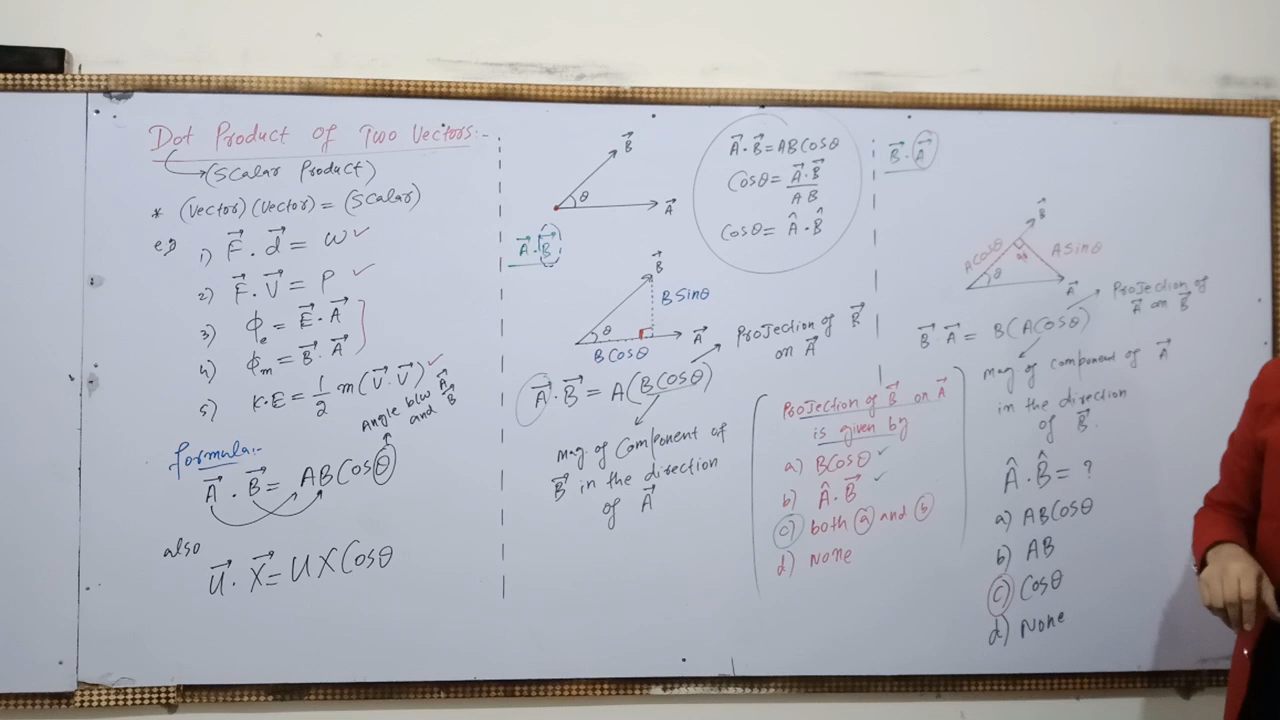 Dot Product of Two Vectors:-
(Scalar Product)
* (Vector)(Vector) = (Scalar)
eg 1) F⃗ . d⃗ = W ✓
2) F⃗ . V⃗ = P ✓
3) ϕe = E⃗ . A⃗
4) ϕm = B⃗ . A⃗
5) K.E = 1/2 m(V⃗ . V⃗) ✓
Angle b/w A⃗
and B⃗
formula:-
A⃗ . B⃗ = AB Cosθ
also
U⃗ . X⃗ = U X Cosθ
B⃗
θ
A⃗
A⃗ . B⃗
B⃗
B Sinθ
θ
A⃗
B Cosθ
Projection of B⃗
on A⃗
A⃗ . B⃗ = A(B Cosθ)
Mag. of Component of
B⃗ in the direction
of A⃗
A⃗ . B⃗ = AB Cosθ
Cosθ = A⃗ . B⃗ / AB
Cosθ = Â . B̂
Projection of B⃗ on A⃗
is given by
a) B Cosθ ✓
b) Â . B⃗ ✓
c) both a and b
d) None
B⃗ . A⃗
B⃗
A Cosθ
A Sinθ
θ
A⃗
Projection of
A⃗ on B⃗
B⃗ . A⃗ = B(A Cosθ)
Mag of component of A⃗
in the direction
of B⃗.
Â . B̂ = ?
a) AB Cosθ
b) AB
c) Cosθ
d) None